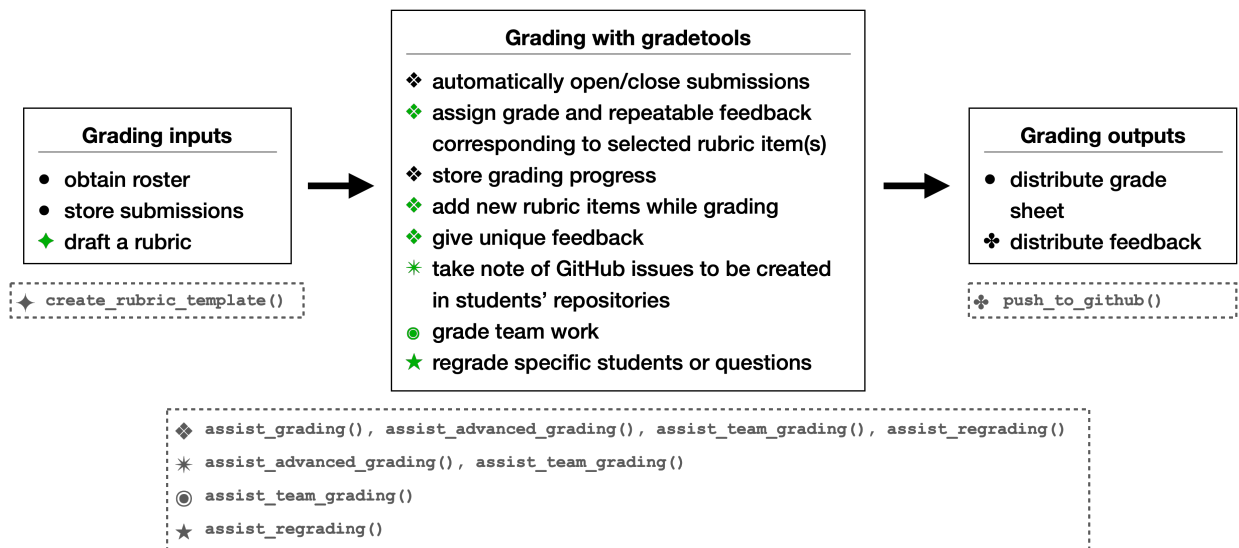 Grading inputs
● obtain roster
● store submissions
✦ draft a rubric
✦ create_rubric_template()
Grading with gradetools
❖ automatically open/close submissions
❖ assign grade and repeatable feedback
corresponding to selected rubric item(s)
❖ store grading progress
❖ add new rubric items while grading
❖ give unique feedback
✴ take note of GitHub issues to be created
in students’ repositories
◉ grade team work
★ regrade specific students or questions
Grading outputs
● distribute grade
sheet
✤ distribute feedback
✤ push_to_github()
❖ assist_grading(), assist_advanced_grading(), assist_team_grading(), assist_regrading()
✴ assist_advanced_grading(), assist_team_grading()
◉ assist_team_grading()
★ assist_regrading()